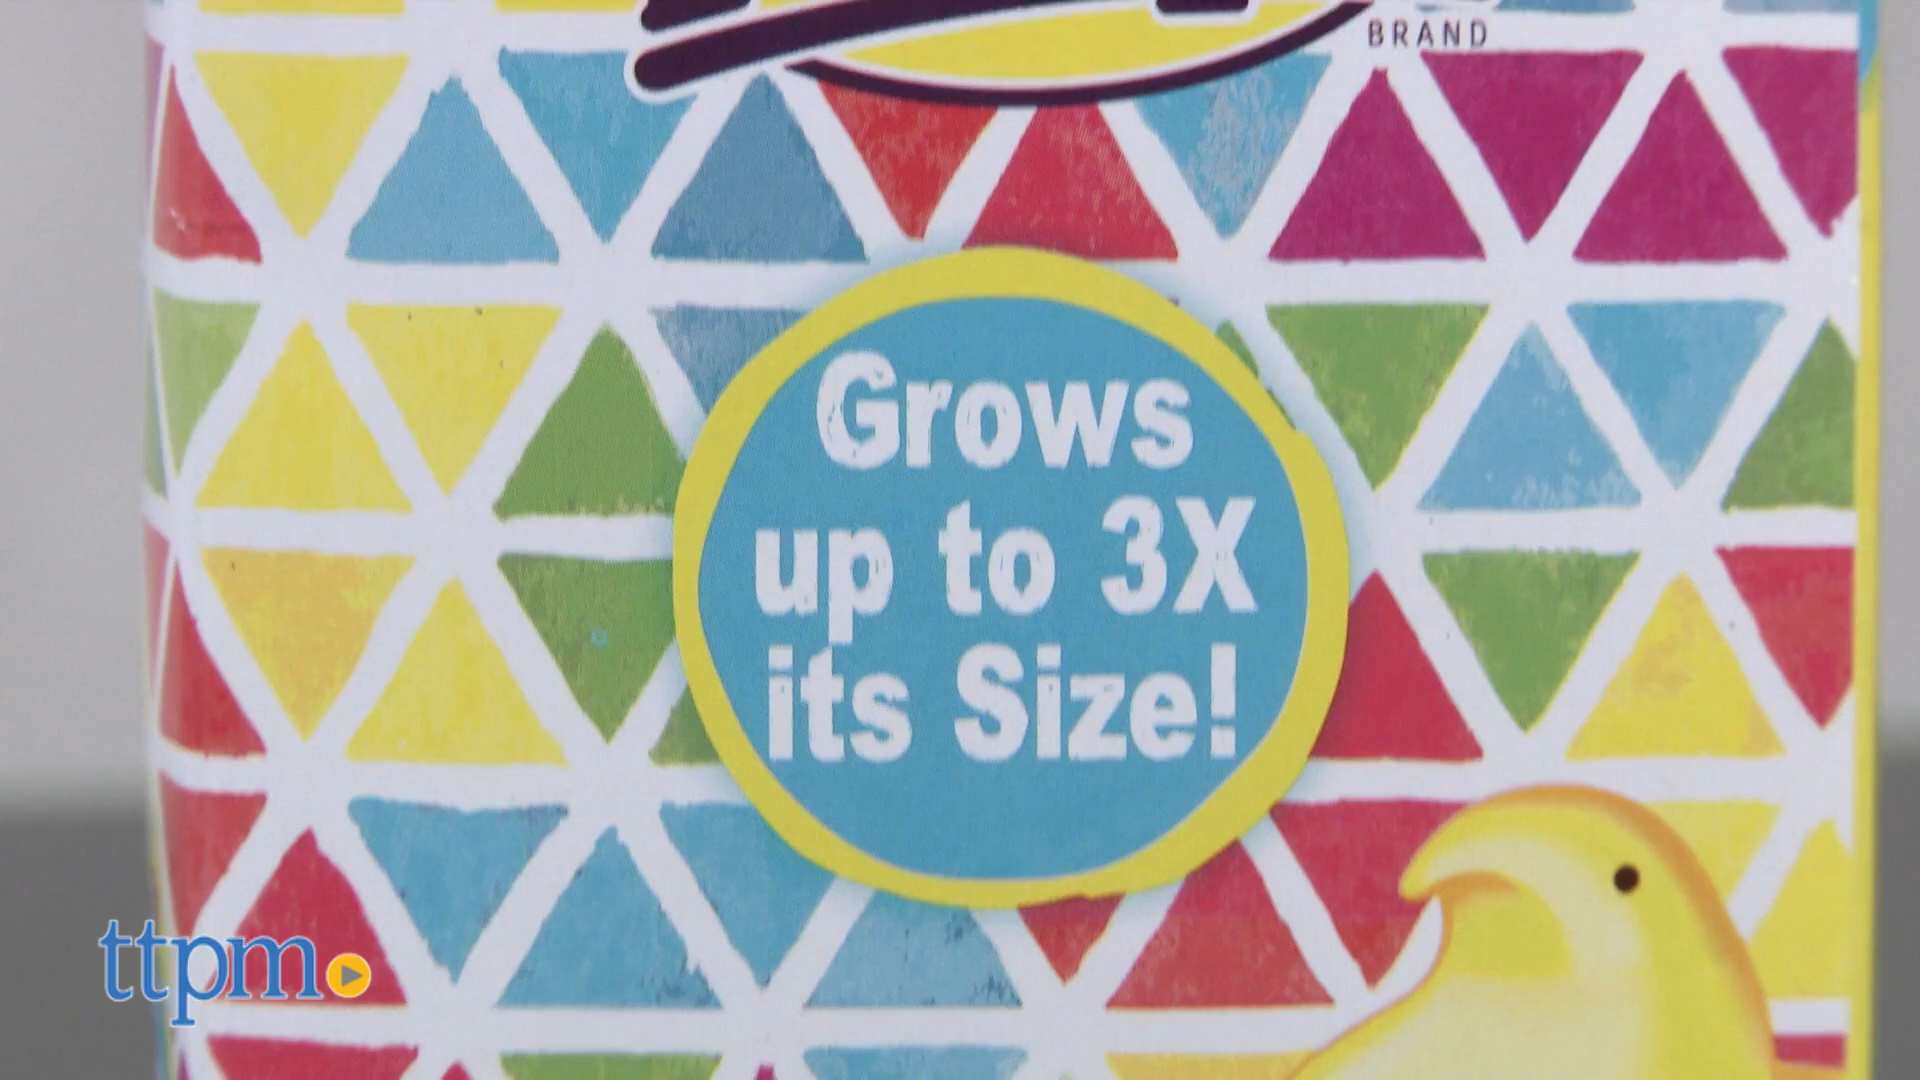 BRAND
Grows
up to 3X
its Size!
ttpm